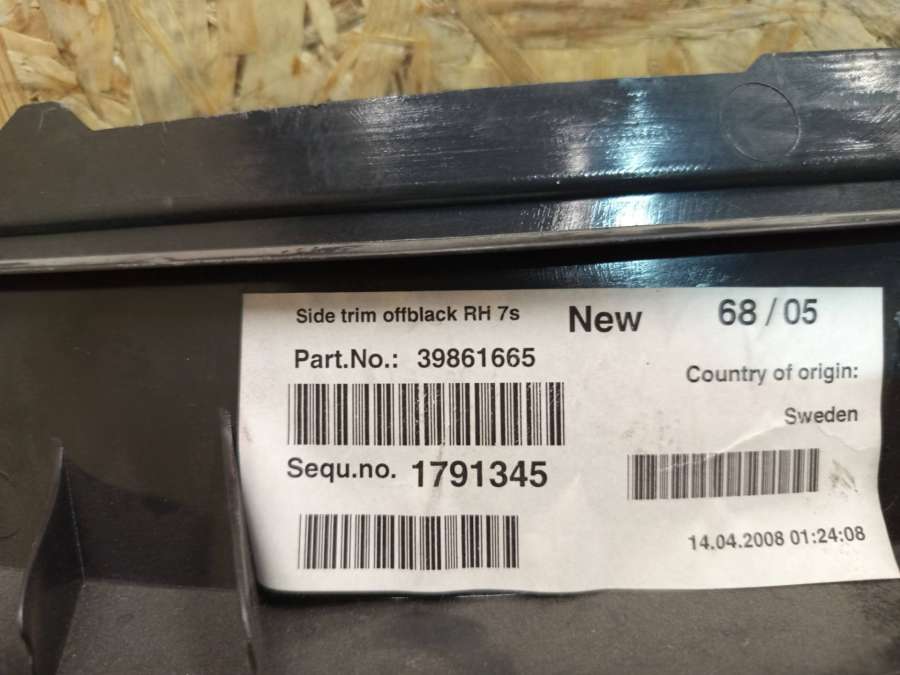 Side trim offblack RH 7s
New
68 / 05
Part.No.: 39861665
Country of origin:
Sweden
Sequ.no. 1791345
14.04.2008 01:24:08